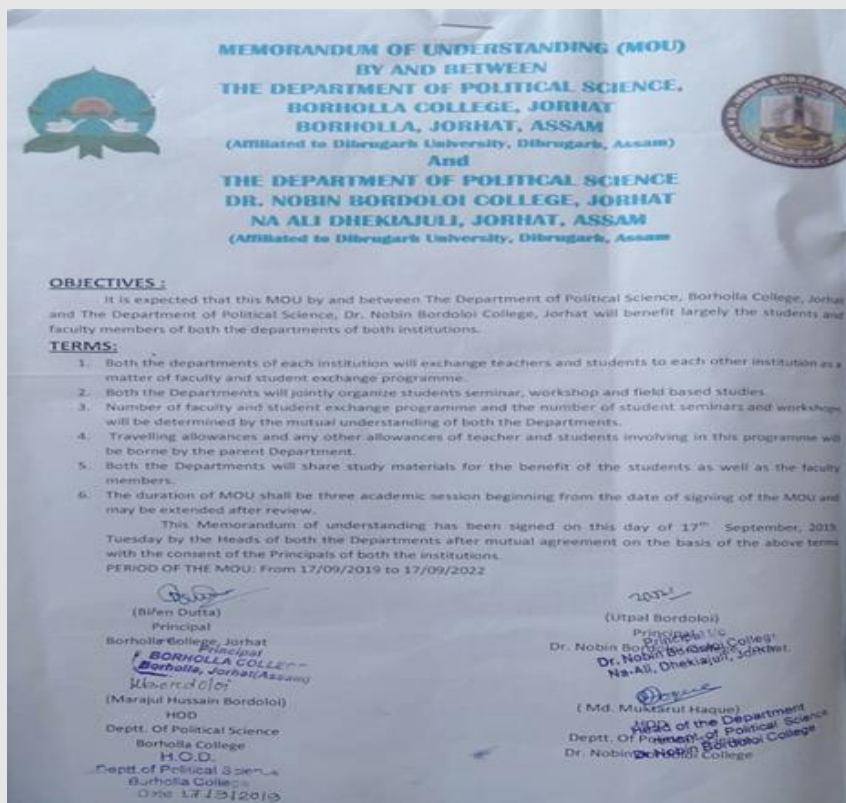 MEMORANDUM OF UNDERSTANDING (MOU)
BY AND BETWEEN
THE DEPARTMENT OF POLITICAL SCIENCE,
BORHOLLA COLLEGE, JORHAT
BORHOLLA, JORHAT, ASSAM
(Affiliated to Dibrugarh University, Dibrugarh, Assam)
And
THE DEPARTMENT OF POLITICAL SCIENCE
DR. NOBIN BORDOLOI COLLEGE, JORHAT
NA ALI DHEKIAJULI, JORHAT, ASSAM
(Affiliated to Dibrugarh University, Dibrugarh, Assam
OBJECTIVES :
It is expected that this MOU by and between The Department of Political Science, Borholla College, Jorhat
and The Department of Political Science, Dr. Nobin Bordoloi College, Jorhat will benefit largely the students and
faculty members of both the departments of both institutions.
TERMS:
1. Both the departments of each institution will exchange teachers and students to each other institution as a
matter of faculty and student exchange programme.
2. Both the Departments will jointly organize students seminar, workshop and field based studies
3. Number of faculty and student exchange programme and the number of student seminars and workshops
will be determined by the mutual understanding of both the Departments.
4. Travelling allowances and any other allowances of teacher and students involving in this programme will
be borne by the parent Department.
5. Both the Departments will share study materials for the benefit of the students as well as the faculty
members.
6. The duration of MOU shall be three academic session beginning from the date of signing of the MOU and
may be extended after review.
This Memorandum of understanding has been signed on this day of 17th September, 2019,
Tuesday by the Heads of both the Departments after mutual agreement on the basis of the above terms
with the consent of the Principals of both the institutions.
PERIOD OF THE MOU: From 17/09/2019 to 17/09/2022
(Bifen Dutta)
Principal
Borholla College, Jorhat
Principal
BORHOLLA COLLEGE
Borholla, Jorhat(Assam)
(Marajul Hussain Bordoloi)
HOD
Deptt. Of Political Science
Borholla College
H.O.D.
Deptt.of Political Science
Borholla College
Date 17/9/2019
(Utpal Bordoloi)
Principal
Dr. Nobin Bordoloi College, Jorhat
Principal I/c
Dr. Nobin Bordoloi College
Na-Ali, Dhekiajuli, Jorhat.
( Md. Muktarul Haque)
HOD
Deptt. Of Political Science
Dr. Nobin Bordoloi College
Head of the Department
Department of Political Science
Dr. Nobin Bordoloi College